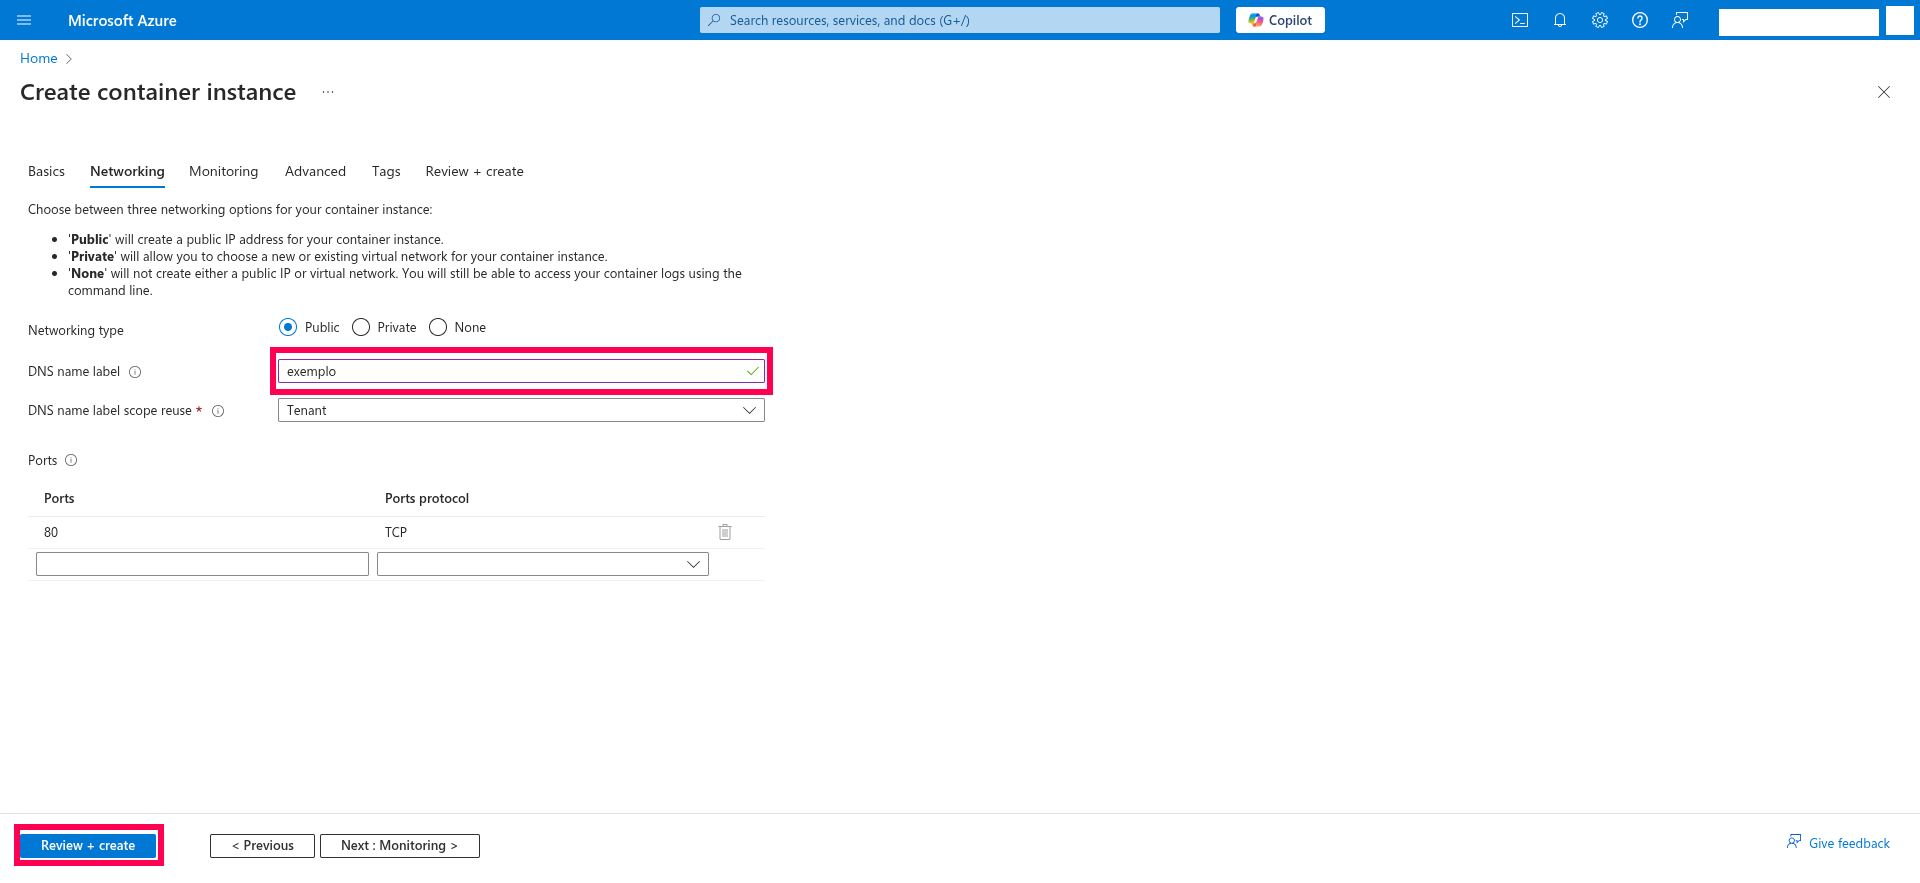 Microsoft Azure
Search resources, services, and docs (G+/)
Copilot
Home
Create container instance
Basics Networking Monitoring Advanced Tags Review + create
Choose between three networking options for your container instance:
'Public' will create a public IP address for your container instance.
'Private' will allow you to choose a new or existing virtual network for your container instance.
'None' will not create either a public IP or virtual network. You will still be able to access your container logs using the
command line.
Networking type Public Private None
DNS name label exemplo
DNS name label scope reuse * Tenant
Ports
Ports Ports protocol
80 TCP
Review + create < Previous Next : Monitoring > Give feedback